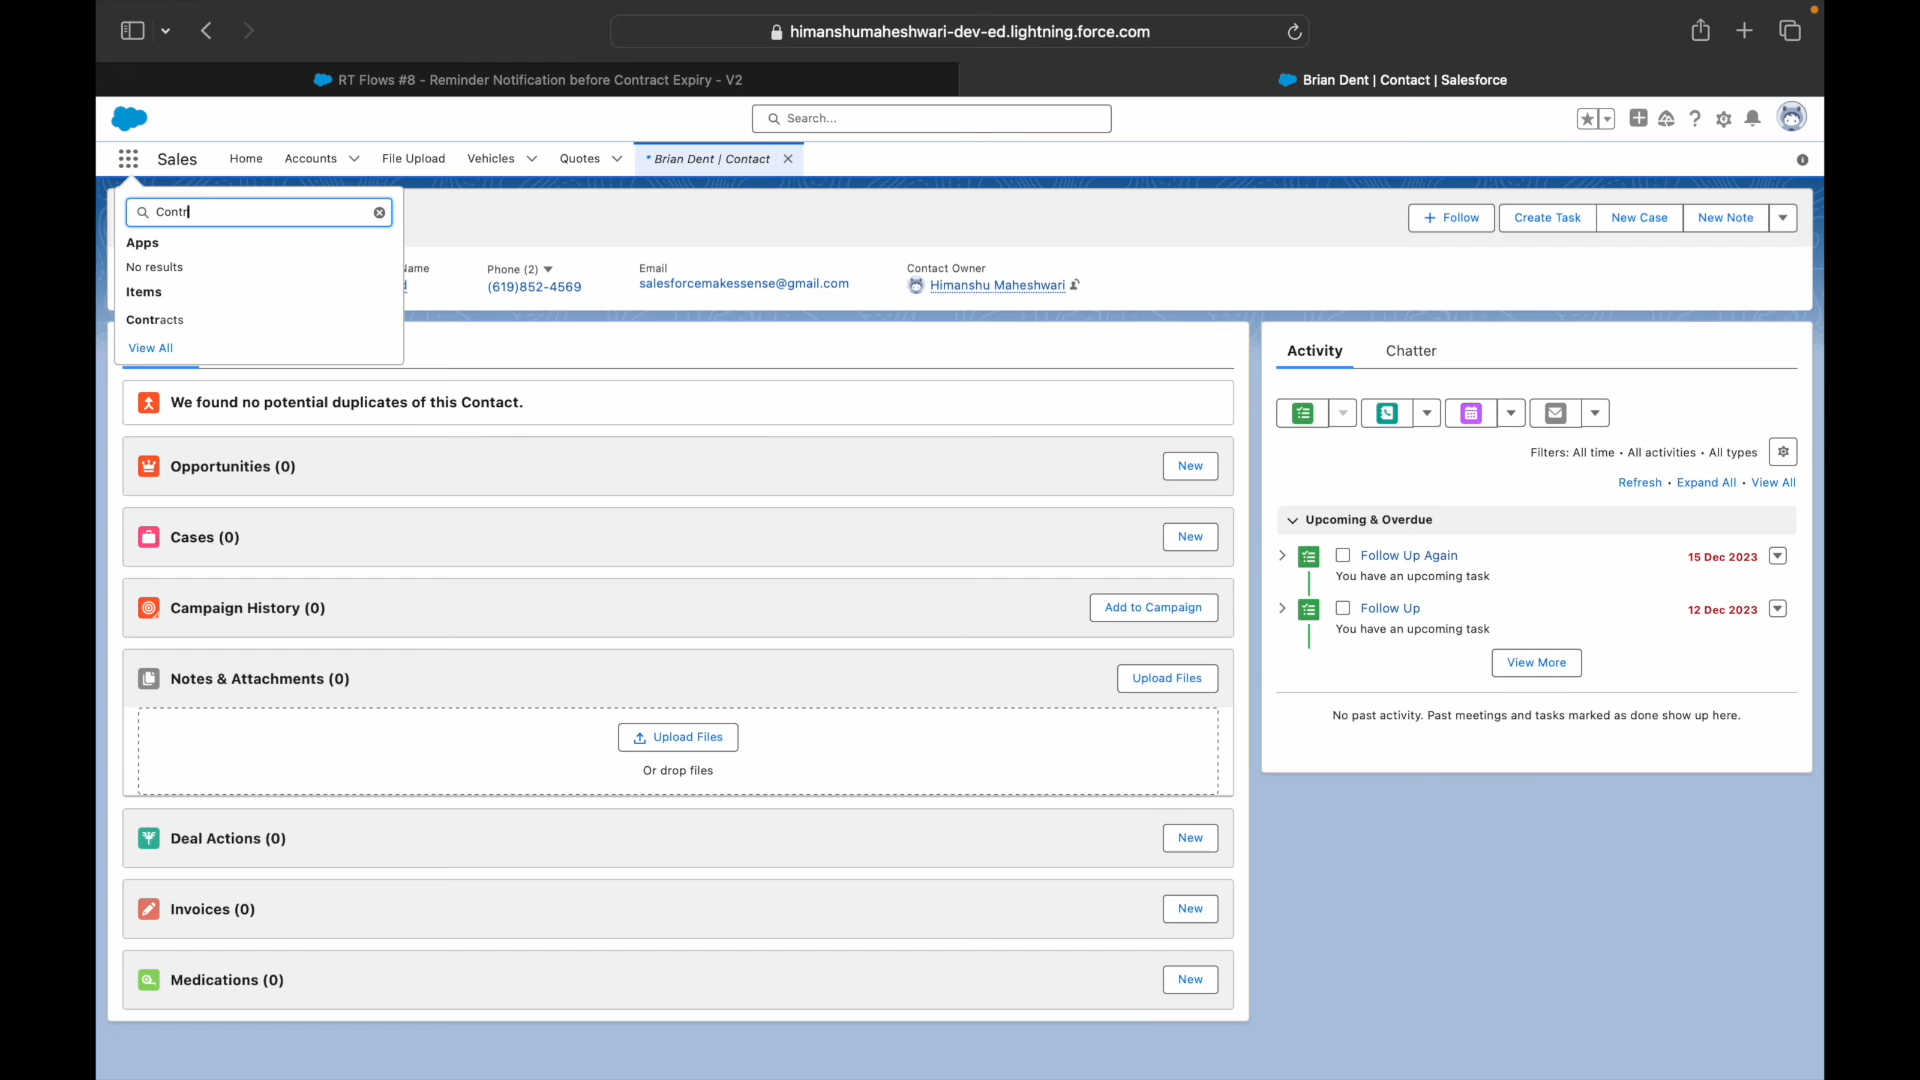 himanshumaheshwari-dev-ed.lightning.force.com
RT Flows #8 - Reminder Notification before Contract Expiry - V2
Brian Dent | Contact | Salesforce
Search...
Sales
Home
Accounts
File Upload
Vehicles
Quotes
* Brian Dent | Contact
Contr
Apps
No results
Items
Contracts
View All
Follow
Create Task
New Case
New Note
Phone (2)
(619)852-4569
Email
salesforcemakessense@gmail.com
Contact Owner
Himanshu Maheshwari
We found no potential duplicates of this Contact.
Opportunities (0)
New
Cases (0)
New
Campaign History (0)
Add to Campaign
Notes & Attachments (0)
Upload Files
Upload Files
Or drop files
Deal Actions (0)
New
Invoices (0)
New
Medications (0)
New
Activity
Chatter
Filters: All time • All activities • All types
Refresh • Expand All • View All
Upcoming & Overdue
Follow Up Again
15 Dec 2023
You have an upcoming task
Follow Up
12 Dec 2023
You have an upcoming task
View More
No past activity. Past meetings and tasks marked as done show up here.